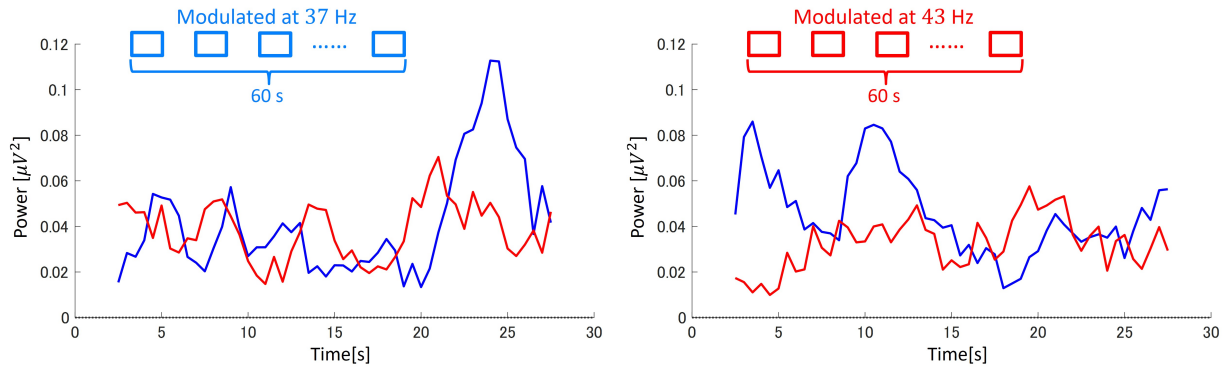 Modulated at 37 Hz
......
60 s
0.12
0.1
0.08
0.06
0.04
0.02
0
Power [μV²]
0 5 10 15 20 25 30
Time[s]
Modulated at 43 Hz
......
60 s
0.12
0.1
0.08
0.06
0.04
0.02
0
Power [μV²]
0 5 10 15 20 25 30
Time[s]